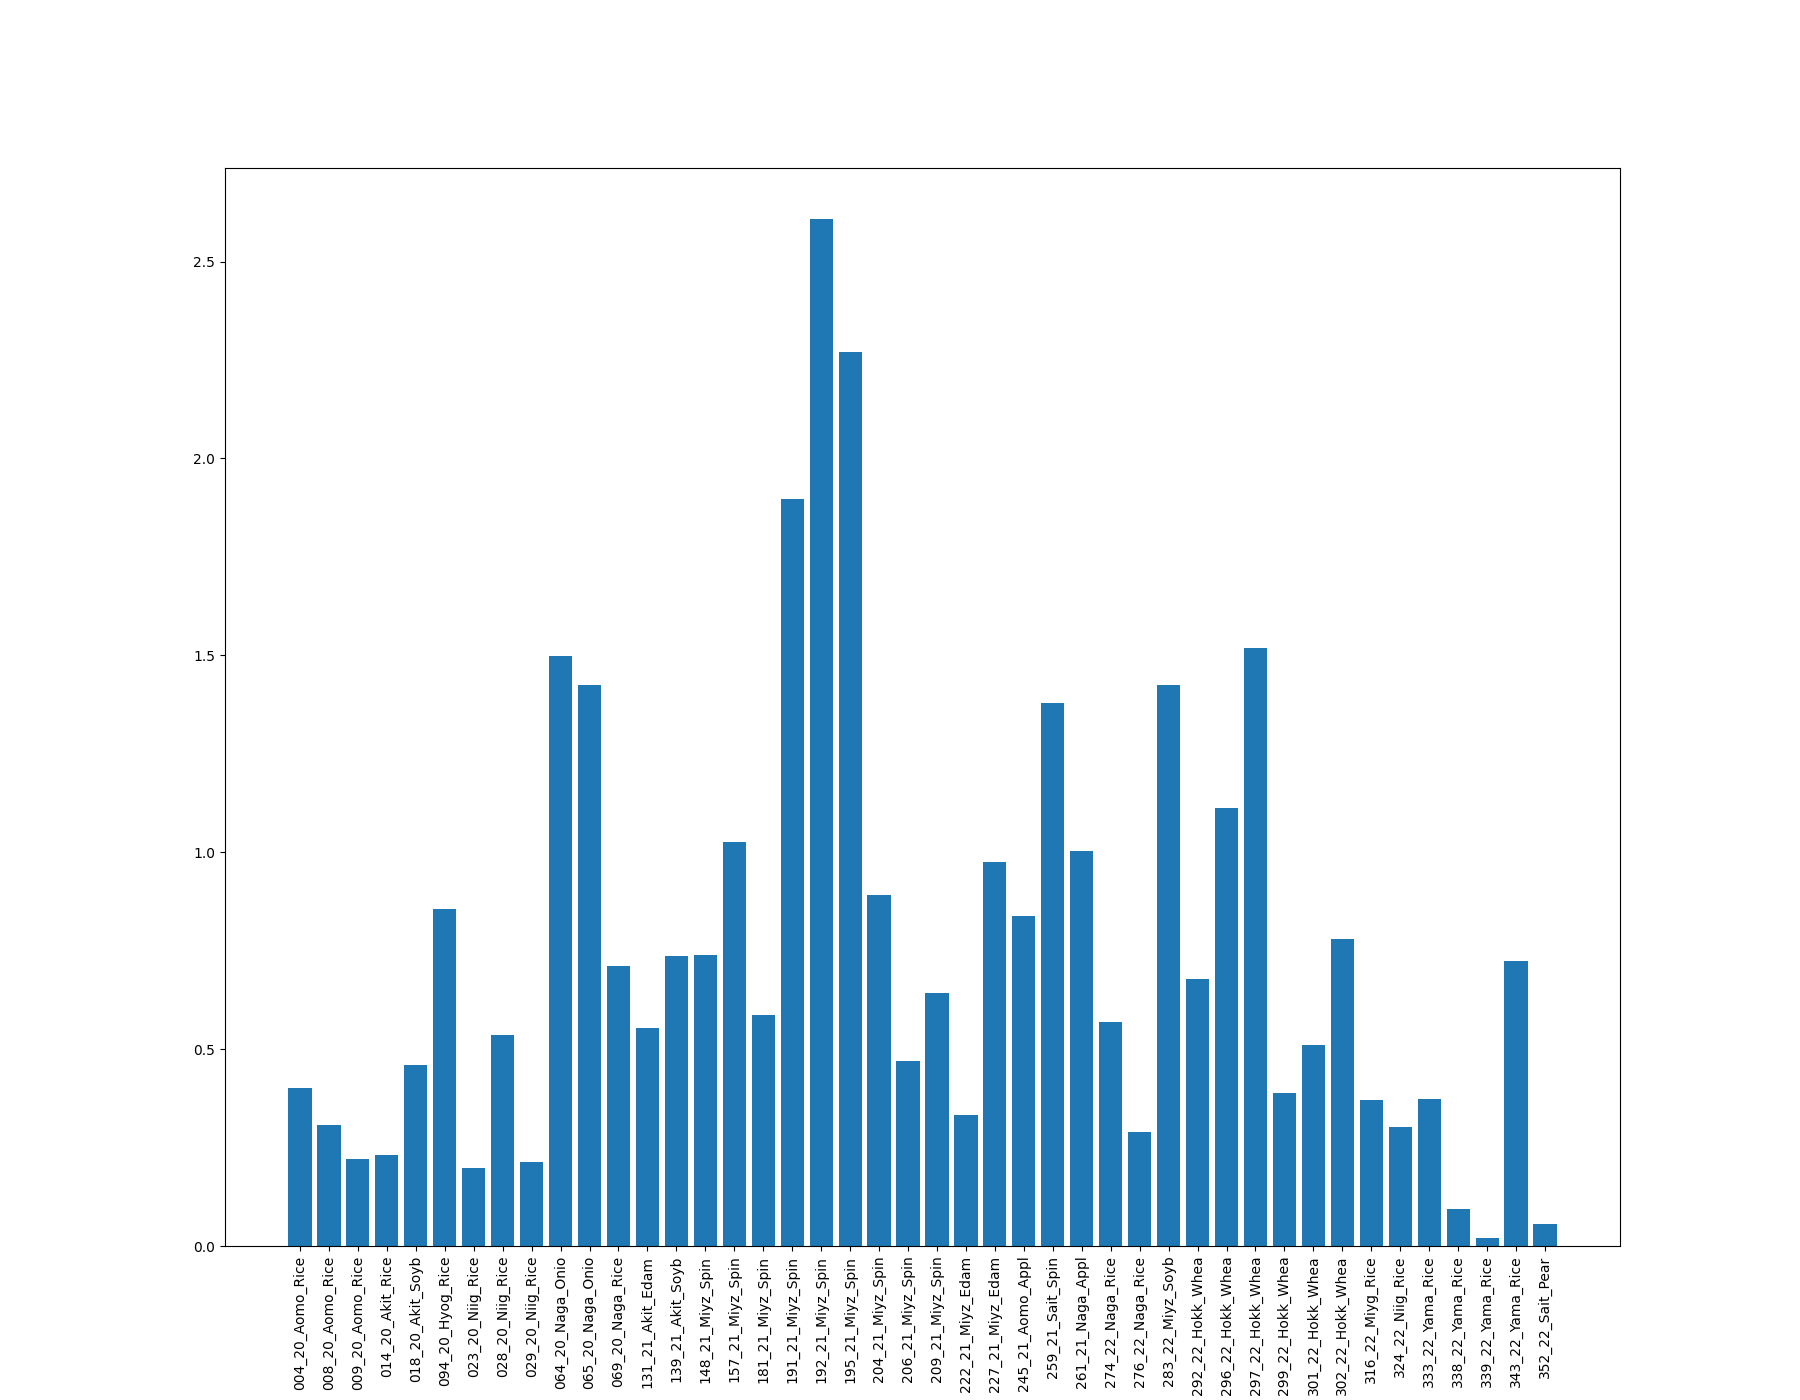 2.5
2.0
1.5
1.0
0.5
0.0
004_20_Aomo_Rice
008_20_Aomo_Rice
009_20_Aomo_Rice
014_20_Akit_Rice
018_20_Akit_Soyb
094_20_Hyog_Rice
023_20_Niig_Rice
028_20_Niig_Rice
029_20_Niig_Rice
064_20_Naga_Onio
065_20_Naga_Onio
069_20_Naga_Rice
131_21_Akit_Edam
139_21_Akit_Soyb
148_21_Miyz_Spin
157_21_Miyz_Spin
181_21_Miyz_Spin
191_21_Miyz_Spin
192_21_Miyz_Spin
195_21_Miyz_Spin
204_21_Miyz_Spin
206_21_Miyz_Spin
209_21_Miyz_Spin
222_21_Miyz_Edam
227_21_Miyz_Edam
245_21_Aomo_Appl
259_21_Sait_Spin
261_21_Naga_Appl
274_22_Naga_Rice
276_22_Naga_Rice
283_22_Miyz_Soyb
292_22_Hokk_Whea
296_22_Hokk_Whea
297_22_Hokk_Whea
299_22_Hokk_Whea
301_22_Hokk_Whea
302_22_Hokk_Whea
316_22_Miyg_Rice
324_22_Niig_Rice
333_22_Yama_Rice
338_22_Yama_Rice
339_22_Yama_Rice
343_22_Yama_Rice
352_22_Sait_Pear